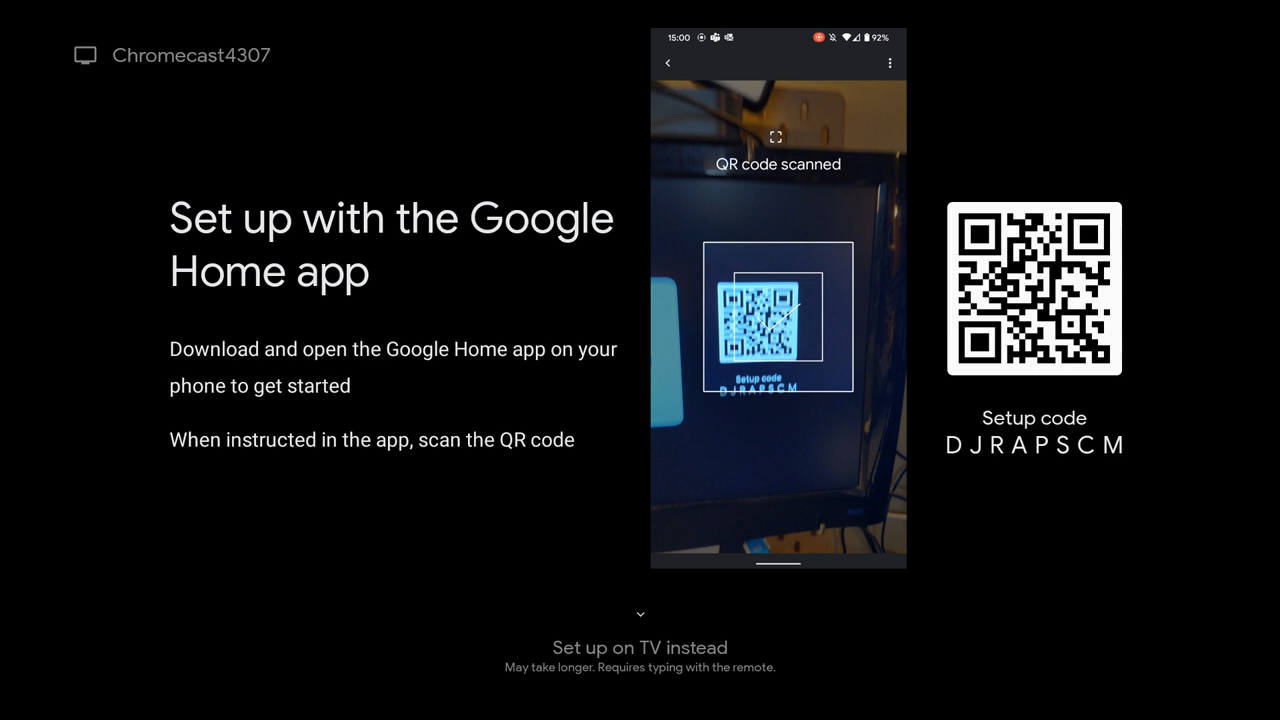 Chromecast4307
Set up with the Google
Home app
Download and open the Google Home app on your
phone to get started
When instructed in the app, scan the QR code
15:00
92%
QR code scanned
Setup code
DJRAPSCM
Setup code
DJRAPSCM
Set up on TV instead
May take longer. Requires typing with the remote.